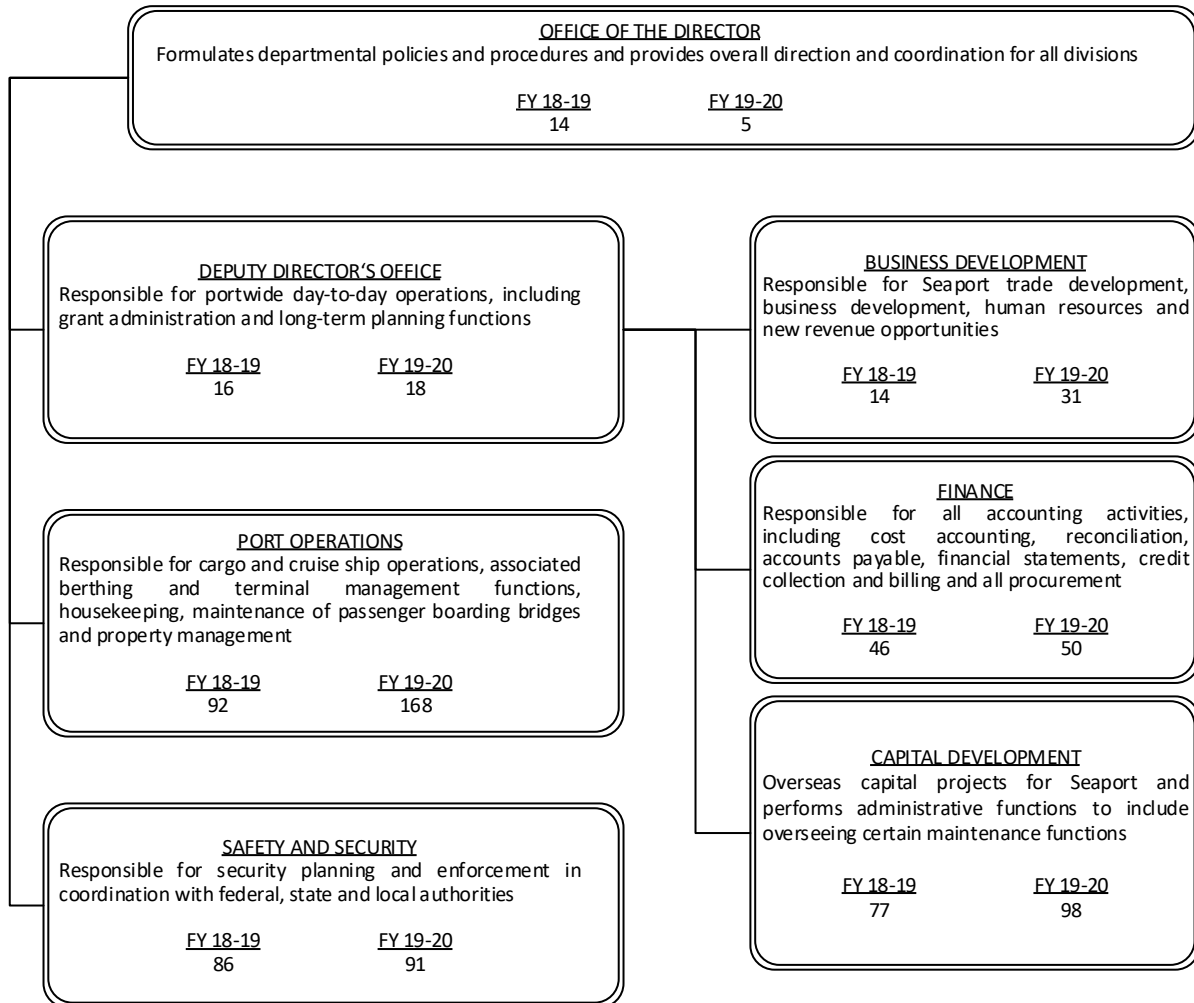 OFFICE OF THE DIRECTOR
Formulates departmental policies and procedures and provides overall direction and coordination for all divisions
FY 18-19 FY 19-20
14 5
DEPUTY DIRECTOR‘S OFFICE
Responsible for portwide day-to-day operations, including
grant administration and long-term planning functions
FY 18-19 FY 19-20
16 18
BUSINESS DEVELOPMENT
Responsible for Seaport trade development,
business development, human resources and
new revenue opportunities
FY 18-19 FY 19-20
14 31
PORT OPERATIONS
Responsible for cargo and cruise ship operations, associated
berthing and terminal management functions,
housekeeping, maintenance of passenger boarding bridges
and property management
FY 18-19 FY 19-20
92 168
FINANCE
Responsible for all accounting activities,
including cost accounting, reconciliation,
accounts payable, financial statements, credit
collection and billing and all procurement
FY 18-19 FY 19-20
46 50
SAFETY AND SECURITY
Responsible for security planning and enforcement in
coordination with federal, state and local authorities
FY 18-19 FY 19-20
86 91
CAPITAL DEVELOPMENT
Overseas capital projects for Seaport and
performs administrative functions to include
overseeing certain maintenance functions
FY 18-19 FY 19-20
77 98